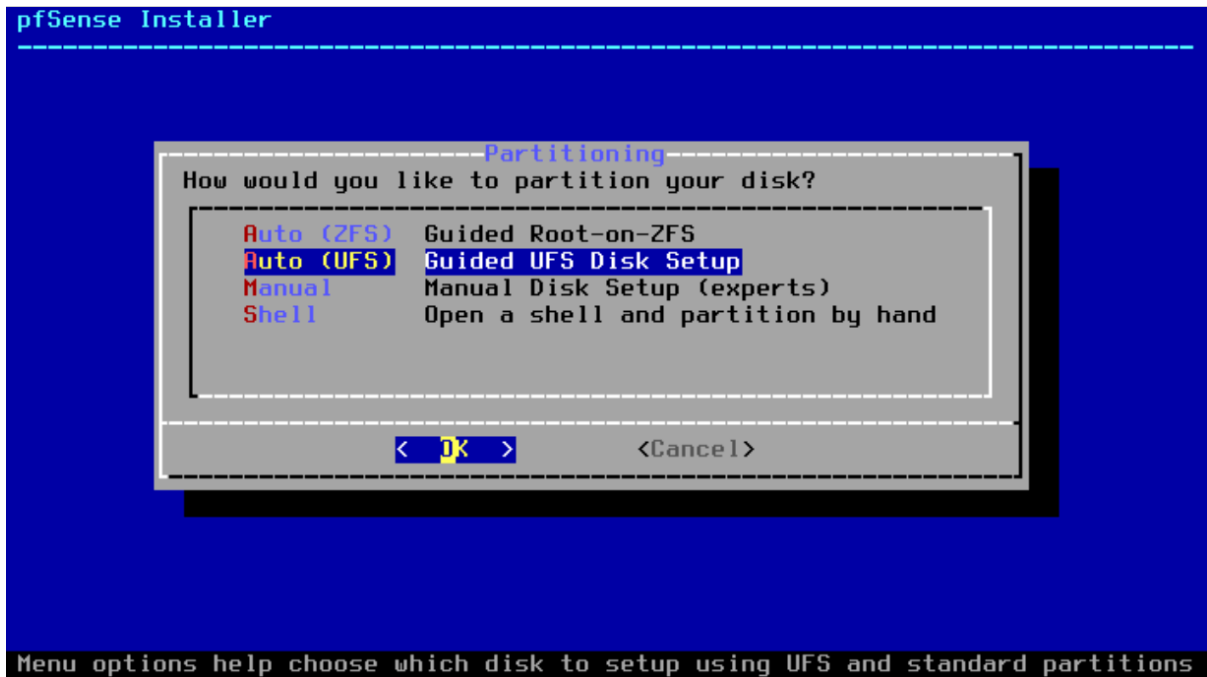 pfSense Installer
Partitioning
How would you like to partition your disk?
Auto (ZFS) Guided Root-on-ZFS
Auto (UFS) Guided UFS Disk Setup
Manual Manual Disk Setup (experts)
Shell Open a shell and partition by hand
< OK > <Cancel>
Menu options help choose which disk to setup using UFS and standard partitions